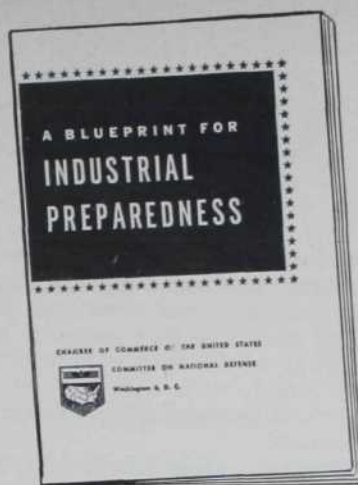 A BLUEPRINT FOR
INDUSTRIAL
PREPAREDNESS
CHAMBER OF COMMERCE OF THE UNITED STATES
COMMITTEE ON NATIONAL DEFENSE
Washington 6, D. C.